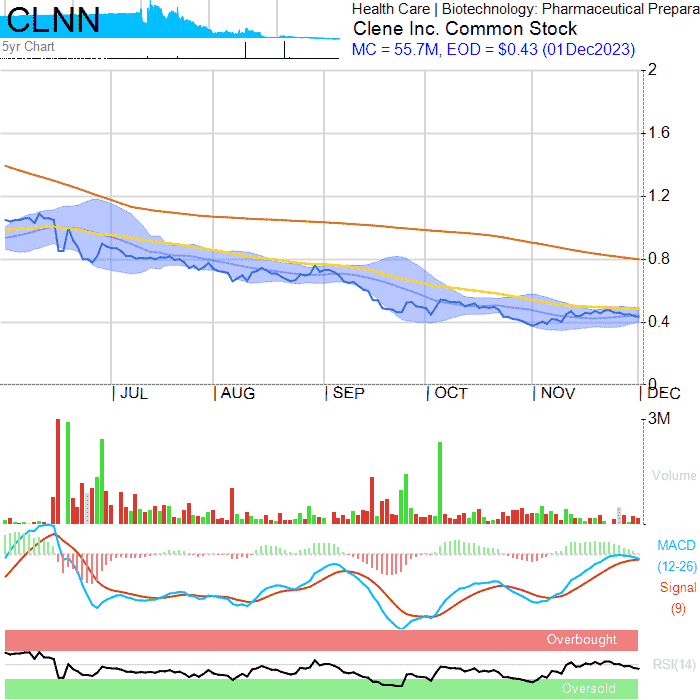 CLNN
5yr Chart
Health Care | Biotechnology: Pharmaceutical Prepara
Clene Inc. Common Stock
MC = 55.7M, EOD = $0.43 (01Dec2023)
2
1.6
1.2
0.8
0.4
0
JUL AUG SEP OCT NOV DEC
3M
Volume
MACD
(12-26)
Signal
(9)
Overbought
RSI(14)
Oversold